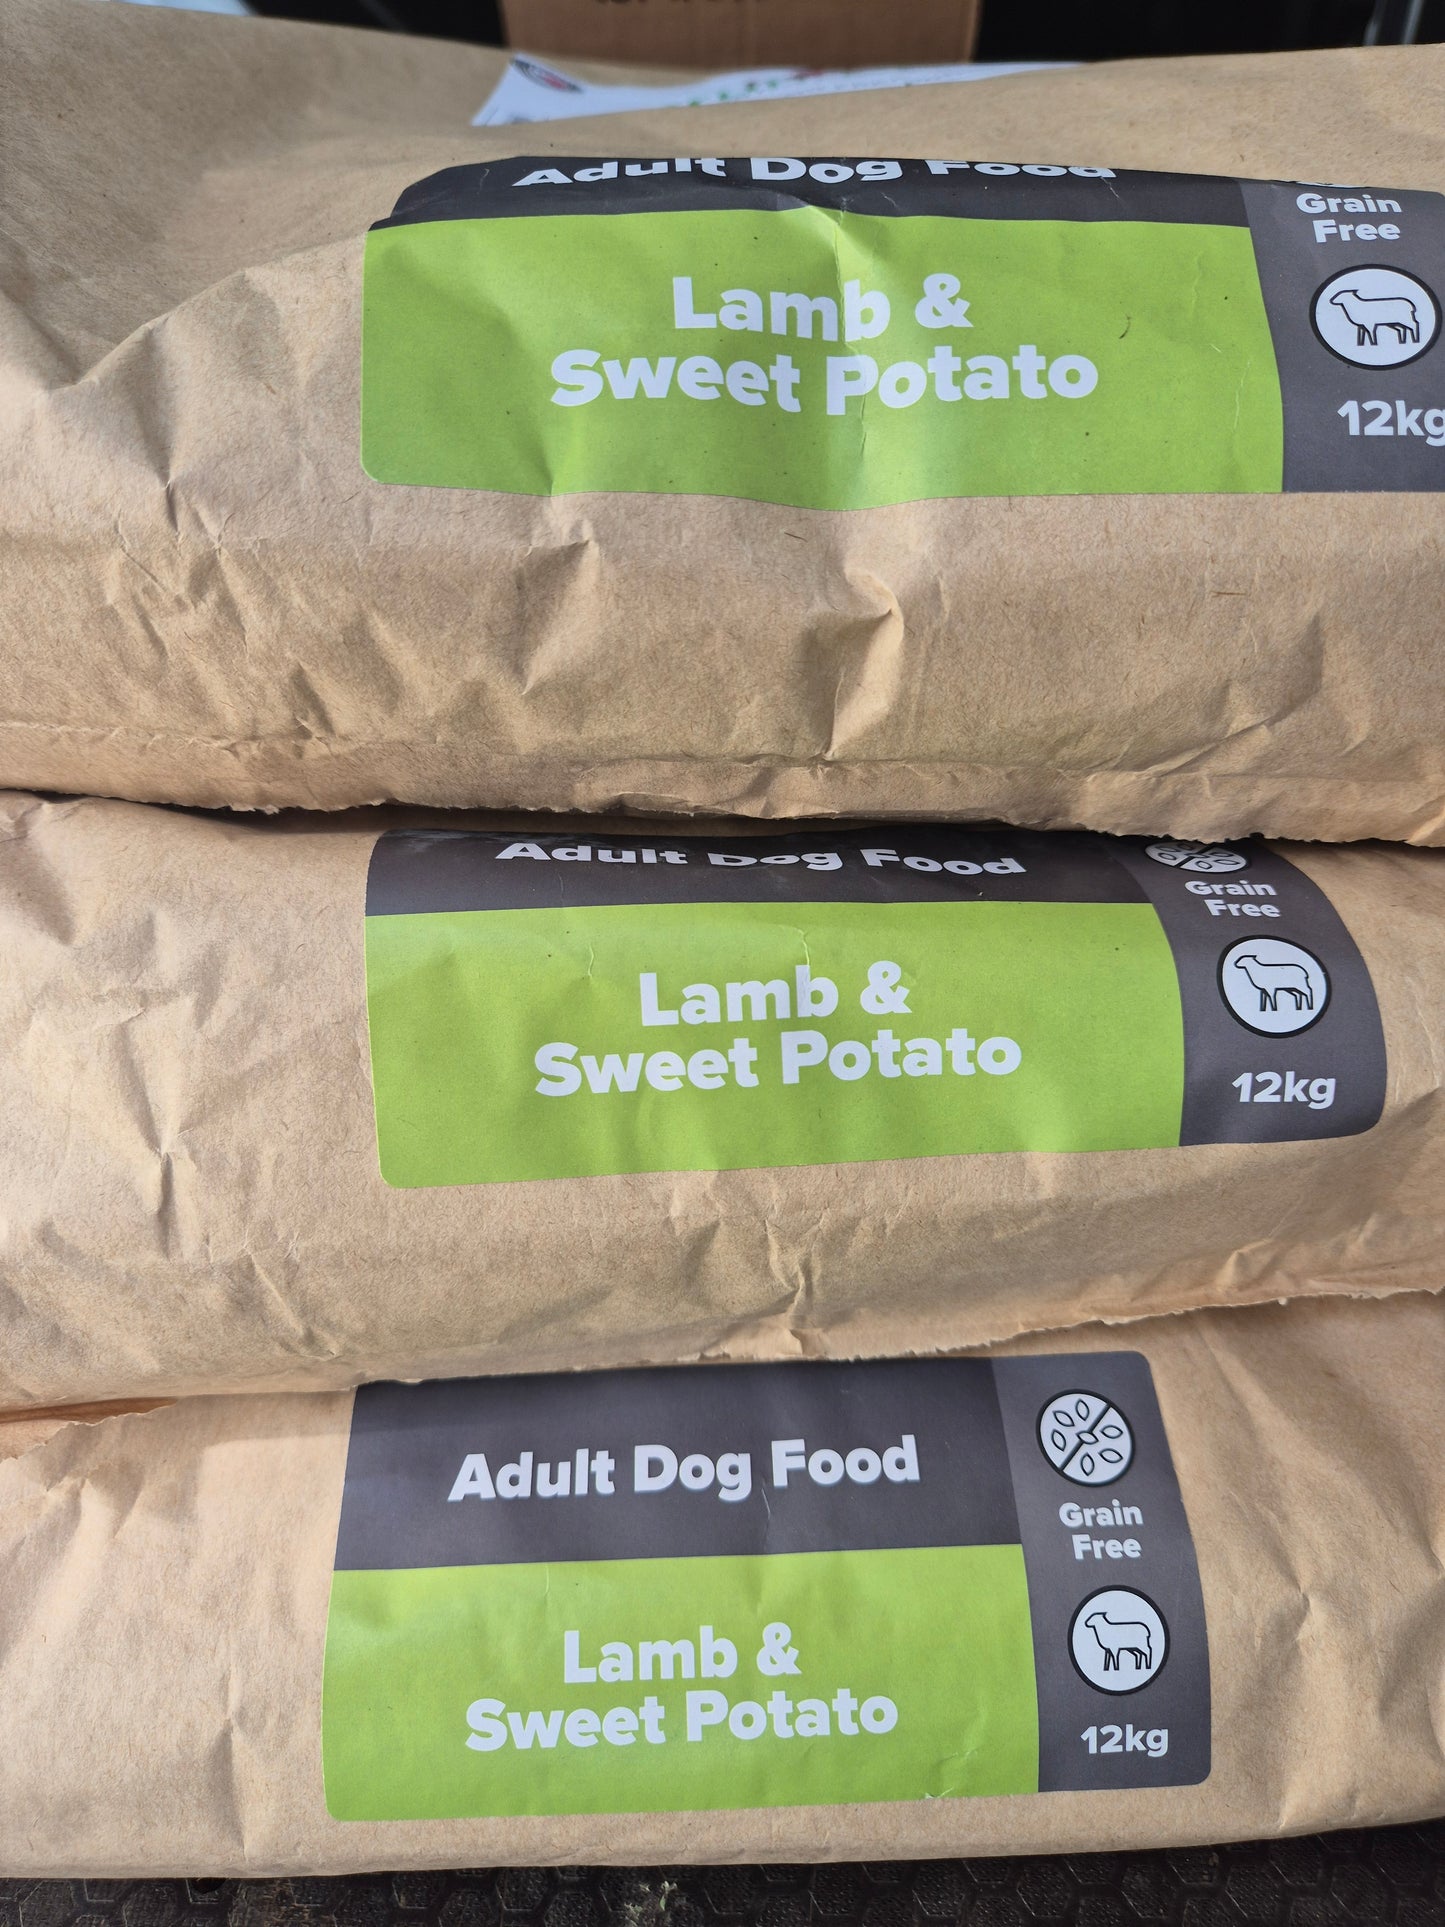 Adult Dog Food
Grain
Free
Lamb &
Sweet Potato
12kg
Adult Dog Food
Grain
Free
Lamb &
Sweet Potato
12kg
Adult Dog Food
Grain
Free
Lamb &
Sweet Potato
12kg